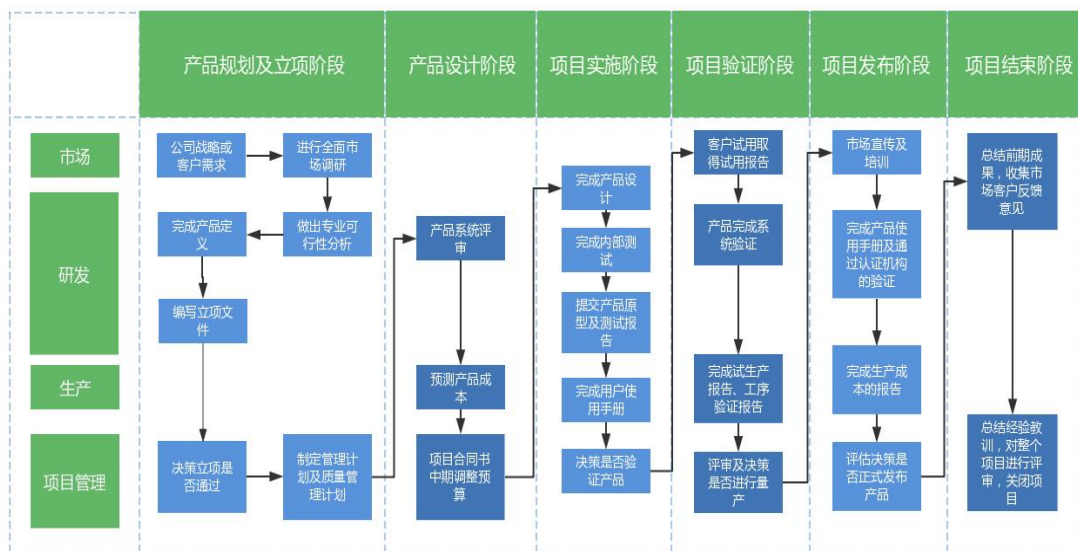 产品规划及立项阶段
产品设计阶段
项目实施阶段
项目验证阶段
项目发布阶段
项目结束阶段
市场
研发
生产
项目管理
公司战略或
客户需求
进行全面市
场调研
完成产品
定义
做出专业可
行性分析
编写立项文
件
决策立项是
否通过
制定管理计
划及质量管
理计划
产品系统评
审
预测产品成
本
项目合同书
中期调整预
算
完成产品设
计
完成内部测
试
提交产品原
型及测试报
告
完成用户使
用手册
决策是否验
证产品
客户试用取
得试用报告
产品完成系
统验证
完成试生产
报告、工序
验证报告
评审及决策
是否进行量
产
市场宣传及
培训
完成产品使
用手册及通
过认证机构
的验证
完成生产成
本的报告
评估决策是
否正式发布
产品
总结前期成
果，收集市
场客户反馈
意见
总结经验教
训，对整个
项目进行评
审，关闭项
目